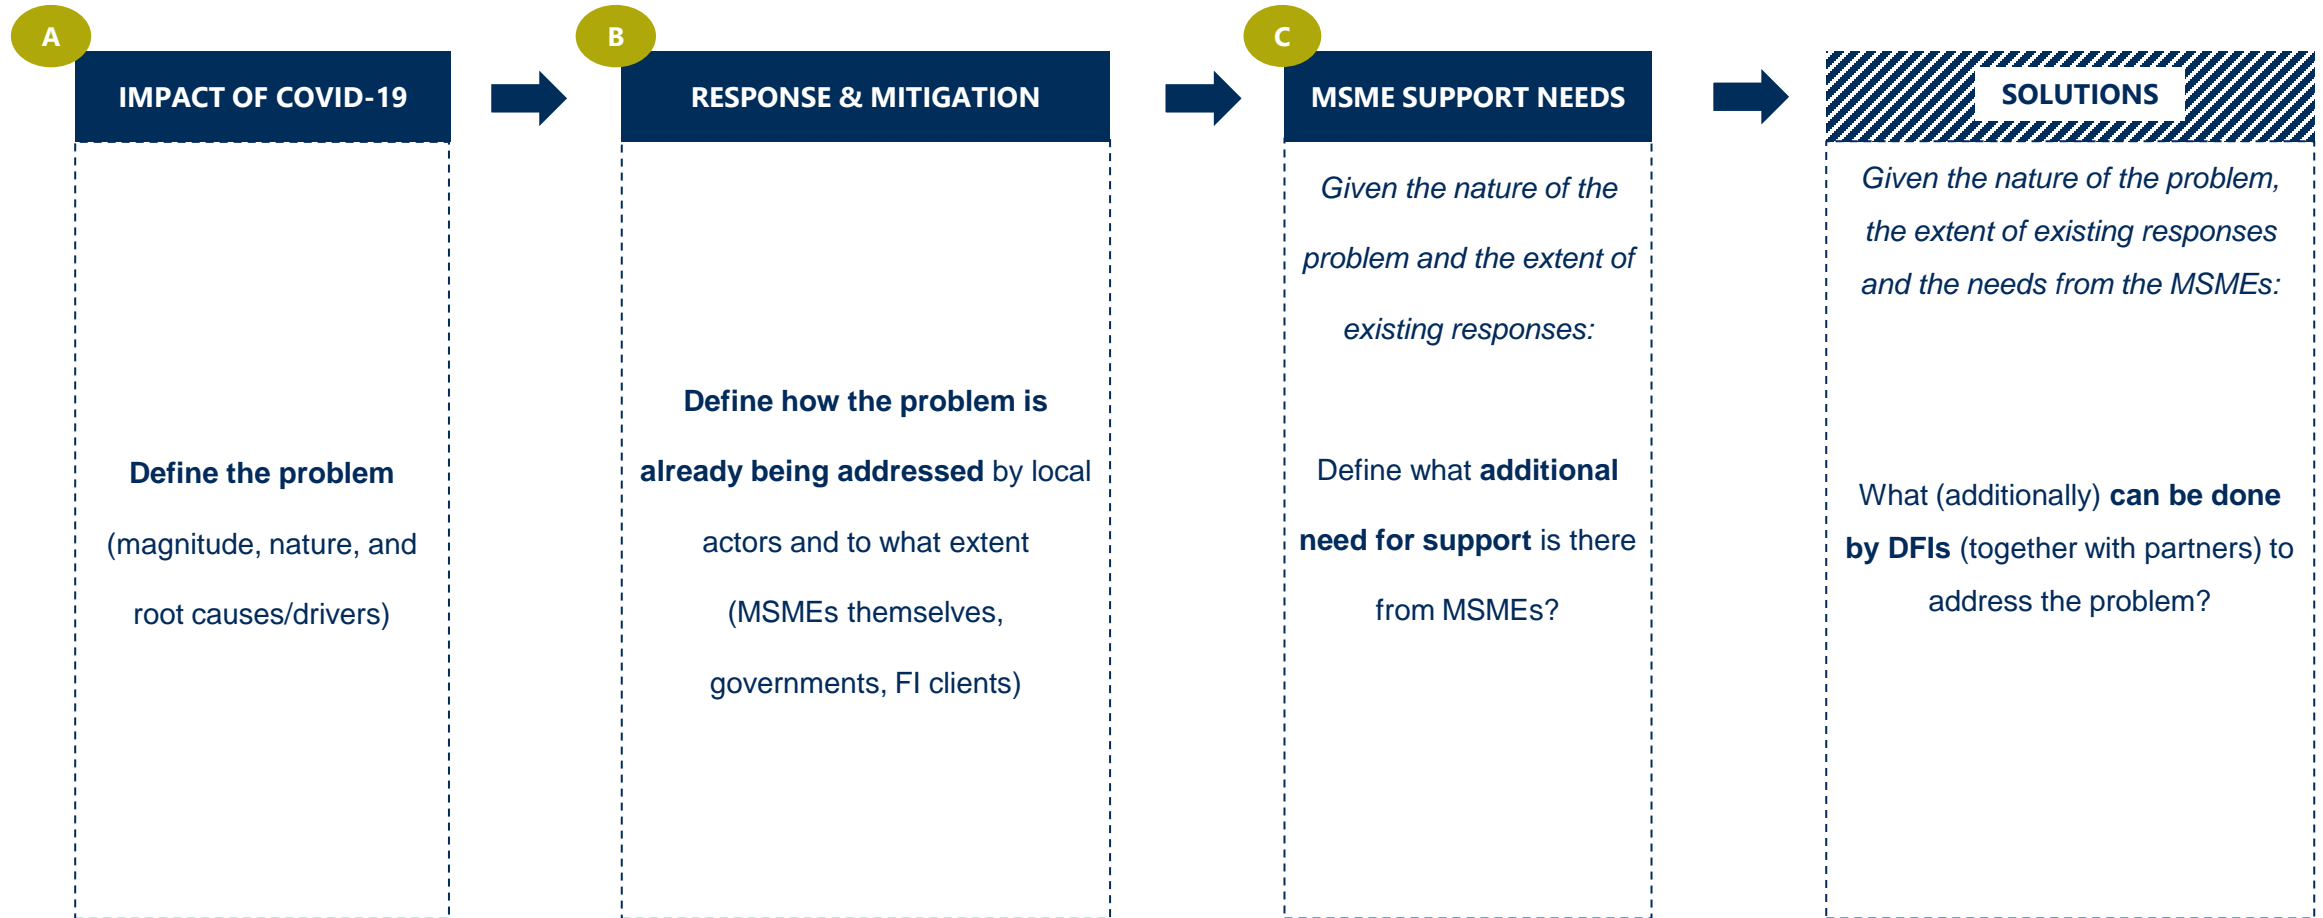 A
IMPACT OF COVID-19
Define the problem
(magnitude, nature, and
root causes/drivers)
B
RESPONSE & MITIGATION
Define how the problem is
already being addressed by local
actors and to what extent
(MSMEs themselves,
governments, FI clients)
C
MSME SUPPORT NEEDS
Given the nature of the
problem and the extent of
existing responses:
Define what additional
need for support is there
from MSMEs?
SOLUTIONS
Given the nature of the problem,
the extent of existing responses
and the needs from the MSMEs:
What (additionally) can be done
by DFIs (together with partners) to
address the problem?